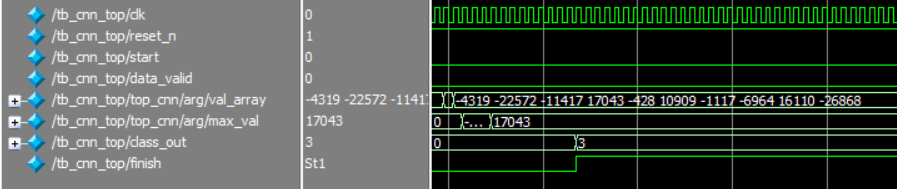 /tb_cnn_top/clk 0
/tb_cnn_top/reset_n 1
/tb_cnn_top/start 0
/tb_cnn_top/data_valid 0
/tb_cnn_top/top_cnn/arg/val_array -4319 -22572 -1141 -4319 -22572 -11417 17043 -428 10909 -1117 -6964 16110 -26868
/tb_cnn_top/top_cnn/arg/max_val 17043 0 -... 17043
/tb_cnn_top/class_out 3 0 3
/tb_cnn_top/finish St1